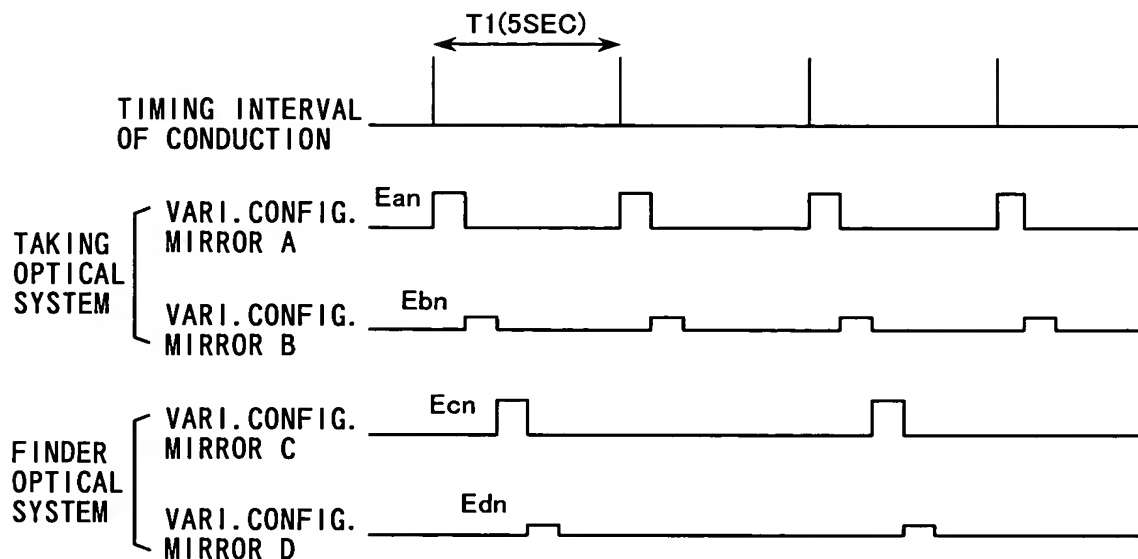 T1(5SEC)
TIMING INTERVAL
OF CONDUCTION
TAKING
OPTICAL
SYSTEM
Ean
VARI.CONFIG.
MIRROR A
Ebn
VARI.CONFIG.
MIRROR B
FINDER
OPTICAL
SYSTEM
Ecn
VARI.CONFIG.
MIRROR C
Edn
VARI.CONFIG.
MIRROR D